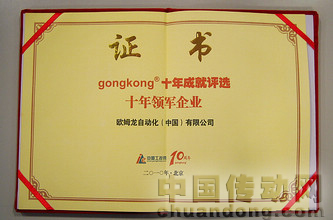 证书
gongkong® 十年成就评选
十年领军企业
欧姆龙自动化（中国）有限公司
10
二〇一〇年·北京
中国传动网
chuandong.com